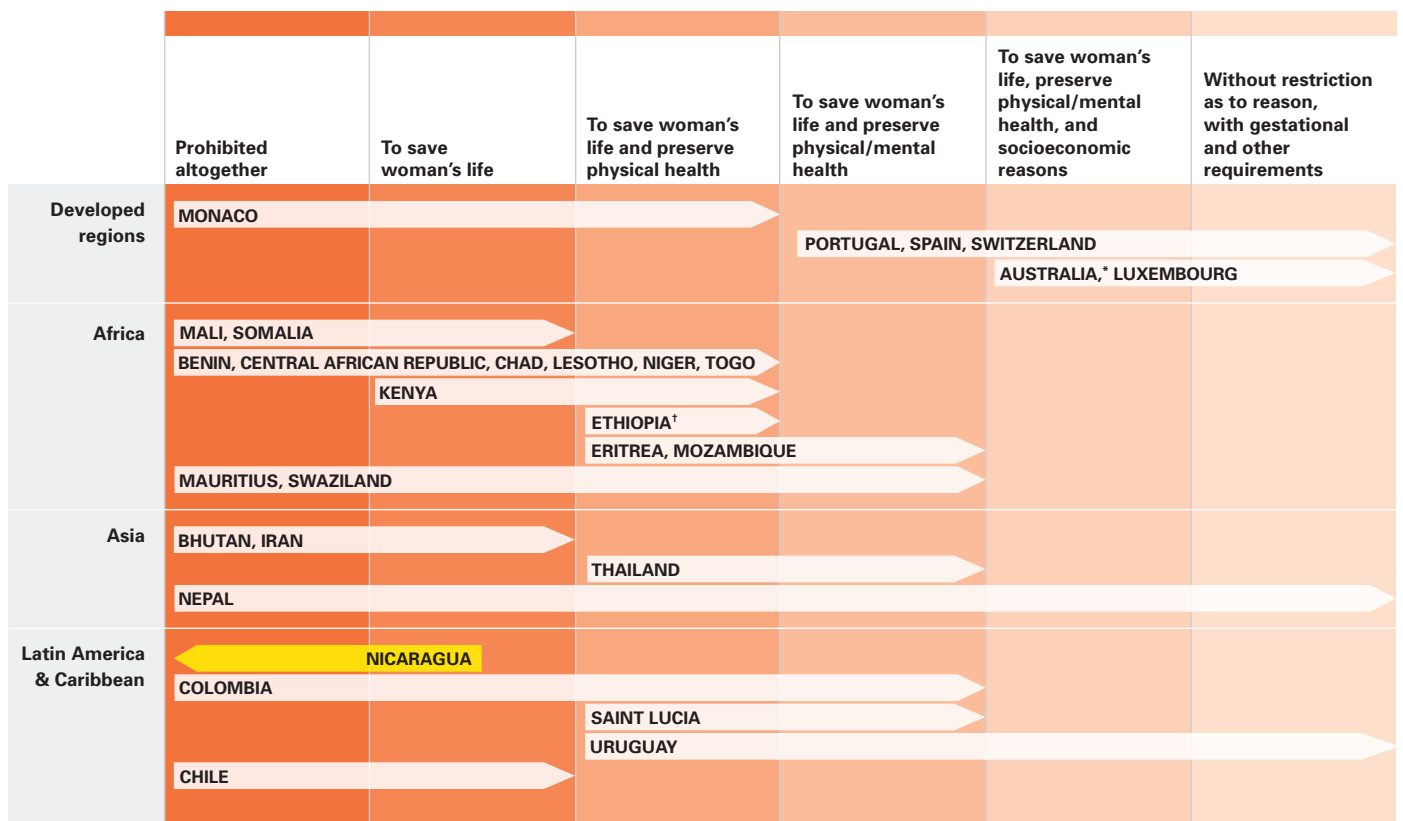 Prohibited
altogether
To save
woman’s life
To save woman’s
life and preserve
physical health
To save woman’s
life and preserve
physical/mental
health
To save woman’s
life, preserve
physical/mental
health, and
socioeconomic
reasons
Without restriction
as to reason,
with gestational
and other
requirements
Developed
regions
MONACO
PORTUGAL, SPAIN, SWITZERLAND
AUSTRALIA,* LUXEMBOURG
Africa
MALI, SOMALIA
BENIN, CENTRAL AFRICAN REPUBLIC, CHAD, LESOTHO, NIGER, TOGO
KENYA
ETHIOPIA†
ERITREA, MOZAMBIQUE
MAURITIUS, SWAZILAND
Asia
BHUTAN, IRAN
THAILAND
NEPAL
Latin America
& Caribbean
NICARAGUA
COLOMBIA
SAINT LUCIA
URUGUAY
CHILE